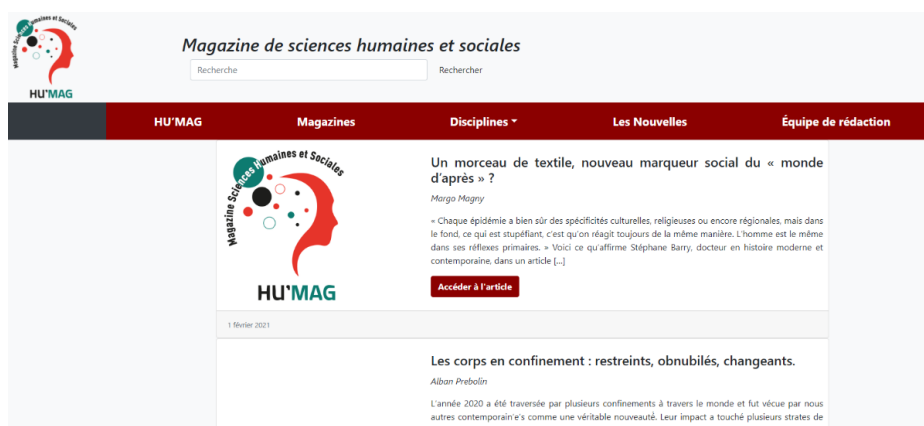 Magazine Sciences Humaines et Sociales
HU'MAG
Magazine de sciences humaines et sociales
Recherche
Rechercher
HU'MAG
Magazines
Disciplines
Les Nouvelles
Équipe de rédaction
Magazine Sciences Humaines et Sociales
HU'MAG
Un morceau de textile, nouveau marqueur social du « monde
d'après » ?
Margo Magny
« Chaque épidémie a bien sûr des spécificités culturelles, religieuses ou encore régionales, mais dans
le fond, ce qui est stupéfiant, c'est qu'on réagit toujours de la même manière. L'homme est le même
dans ses réflexes primaires. » Voici ce qu'affirme Stéphane Barry, docteur en histoire moderne et
contemporaine, dans un article [...]
Accéder à l'article
1 février 2021
Les corps en confinement : restreints, obnubilés, changeants.
Alban Prebolin
L'année 2020 a été traversée par plusieurs confinements à travers le monde et fut vécue par nous
autres contemporain'e's comme une véritable nouveauté. Leur impact a touché plusieurs strates de